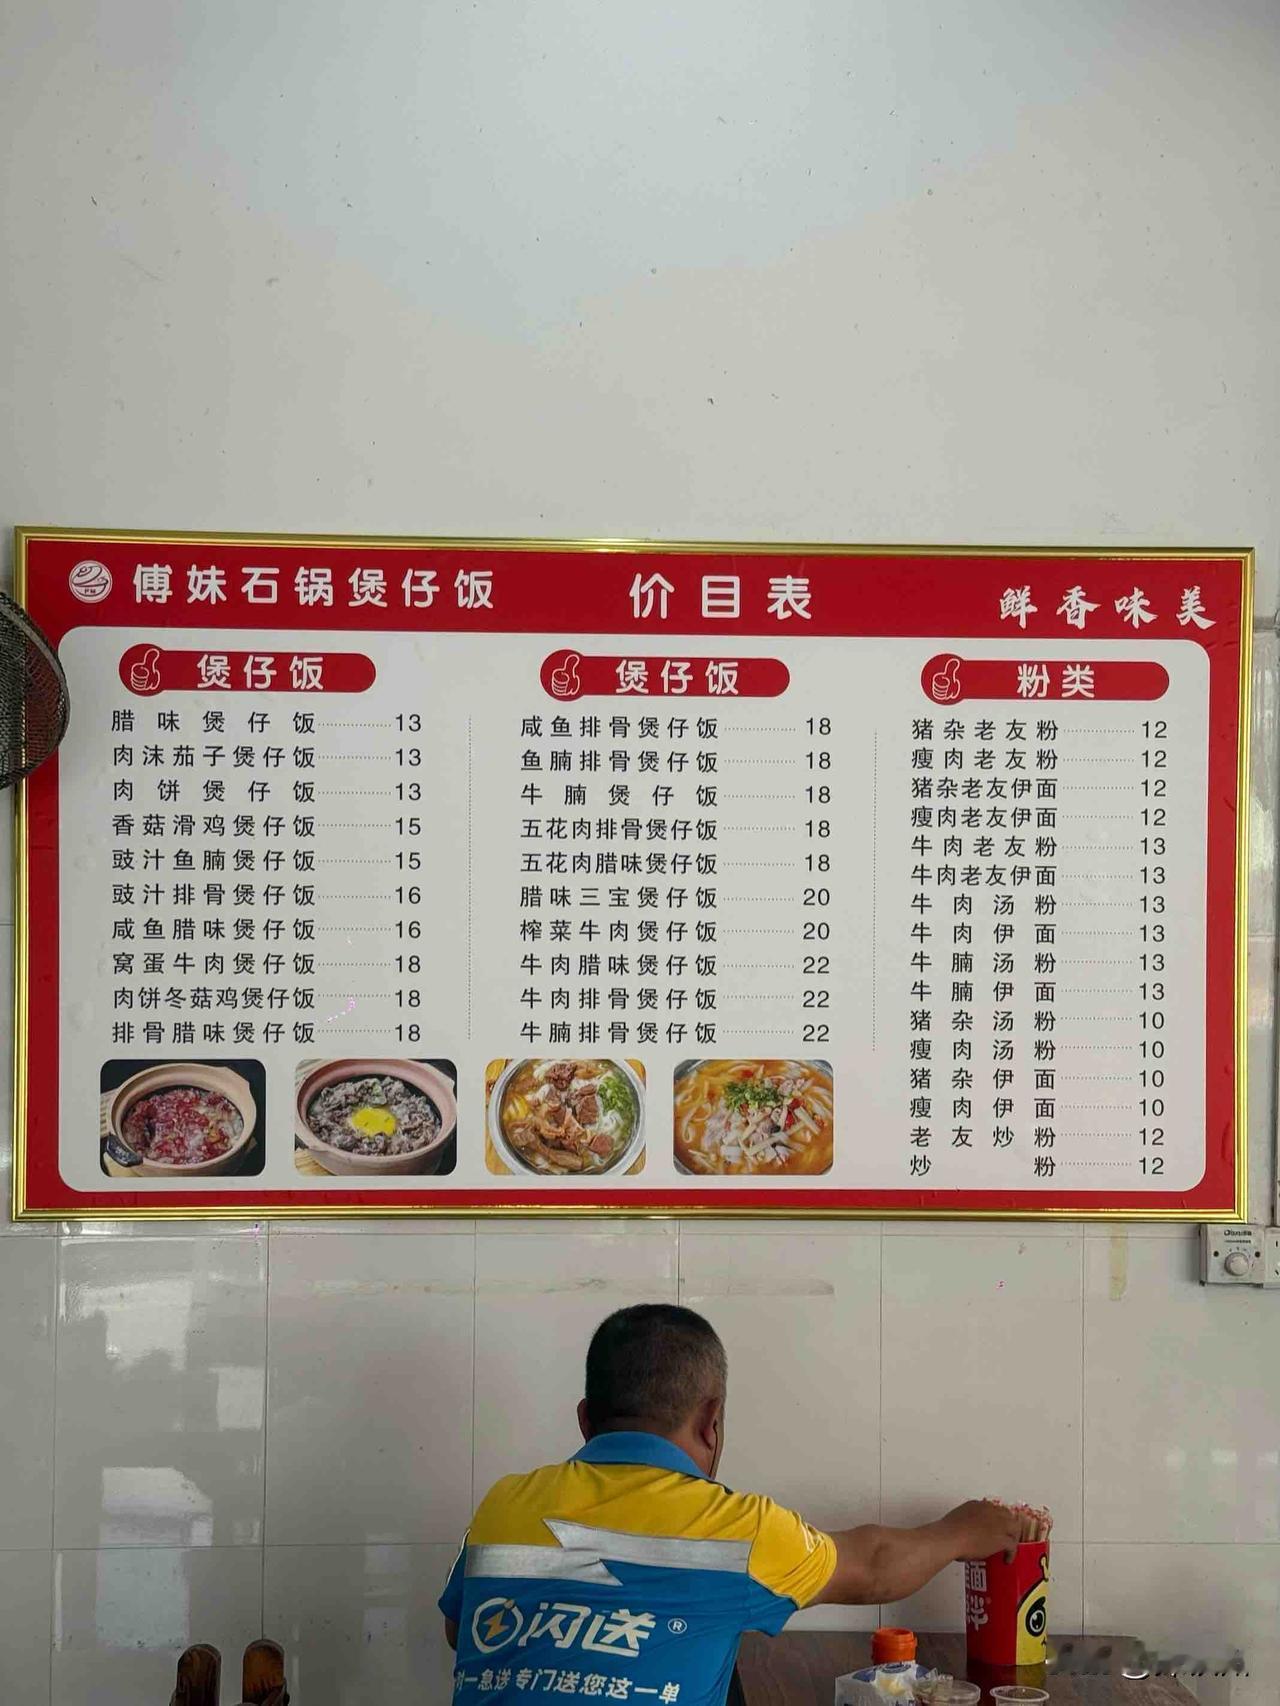 傅妹石锅煲仔饭
价目表
鲜香味美
煲仔饭
腊味煲仔饭 13
肉沫茄子煲仔饭 13
肉饼煲仔饭 13
香菇滑鸡煲仔饭 15
豉汁鱼腩煲仔饭 15
豉汁排骨煲仔饭 16
咸鱼腊味煲仔饭 16
窝蛋牛肉煲仔饭 18
肉饼冬菇鸡煲仔饭 18
排骨腊味煲仔饭 18
煲仔饭
咸鱼排骨煲仔饭 18
鱼腩排骨煲仔饭 18
牛腩煲仔饭 18
五花肉排骨煲仔饭 18
五花肉腊味煲仔饭 18
腊味三宝煲仔饭 20
榨菜牛肉煲仔饭 20
牛肉腊味煲仔饭 22
牛肉排骨煲仔饭 22
牛腩排骨煲仔饭 22
粉类
猪杂老友粉 12
瘦肉老友粉 12
猪杂老友伊面 12
瘦肉老友伊面 12
牛肉老友粉 13
牛肉老友伊面 13
牛肉汤粉 13
牛肉伊面 13
牛腩汤粉 13
牛腩伊面 13
猪杂汤粉 10
瘦肉汤粉 10
猪杂伊面 10
瘦肉伊面 10
老友炒粉 12
炒粉 12
闪送®
一急送 专门送您这一单